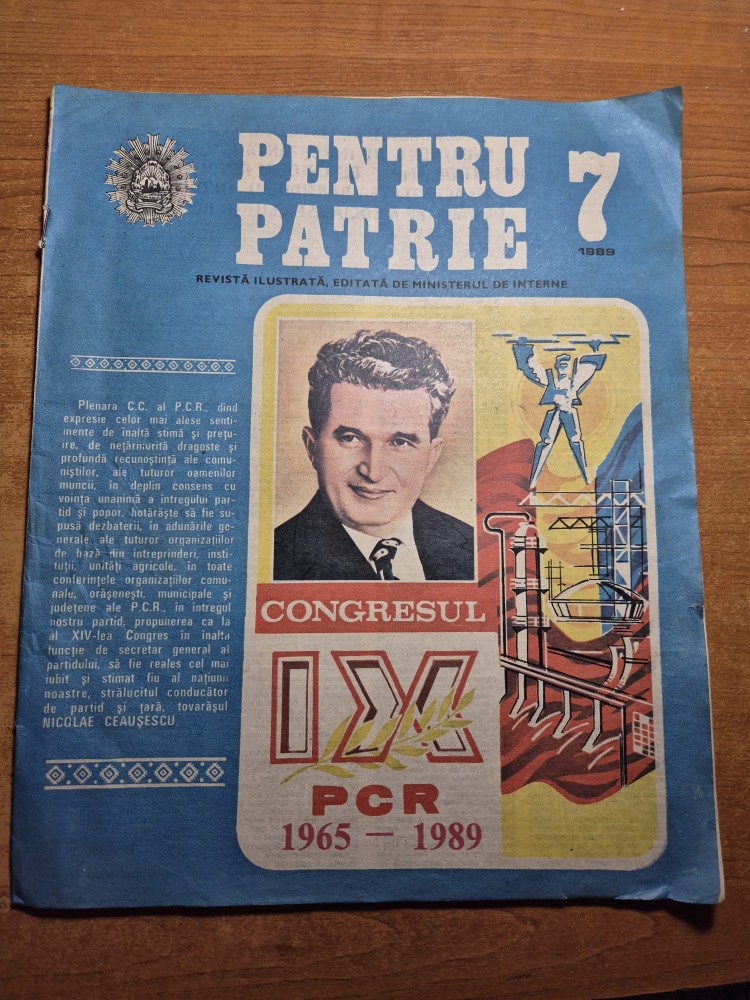 PENTRU
PATRIE
7
1989
REVISTĂ ILUSTRATĂ, EDITATĂ DE MINISTERUL DE INTERNE
Plenara C.C. al P.C.R., dînd
expresie celor mai alese senti-
mente de înaltă stimă și prețu-
ire, de nețărmurită dragoste și
profundă recunoștință ale comu-
niștilor, ale tuturor oamenilor
muncii, în deplin consens cu
voința unanimă a întregului par-
tid și popor, hotărăște să fie su-
pusă dezbaterii, în adunările ge-
nerale ale tuturor organizațiilor
de bază din întreprinderi, insti-
tuții, unități agricole, în toate
conferințele organizațiilor comu-
nale, orășenești, municipale și
județene ale P.C.R., în întregul
nostru partid, propunerea ca la
al XIV-lea Congres în înalta
funcție de secretar general al
partidului, să fie reales cel mai
iubit și stimat fiu al națiunii
noastre, strălucitul conducător
de partid și țară, tovarășul
NICOLAE CEAUȘESCU.
CONGRESUL
IX
PCR
1965 — 1989